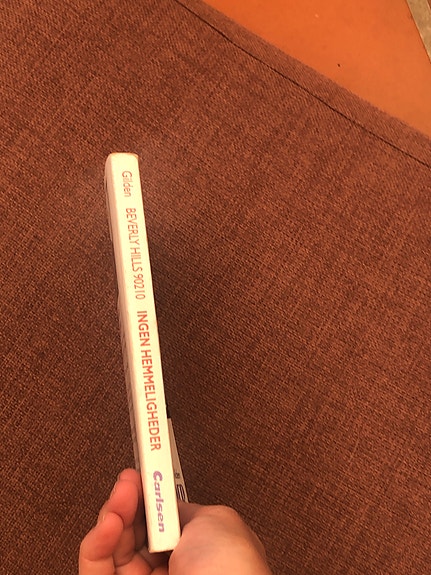 Gilden BEVERLY HILLS 90210 INGEN HEMMELIGHEDER Carlsen